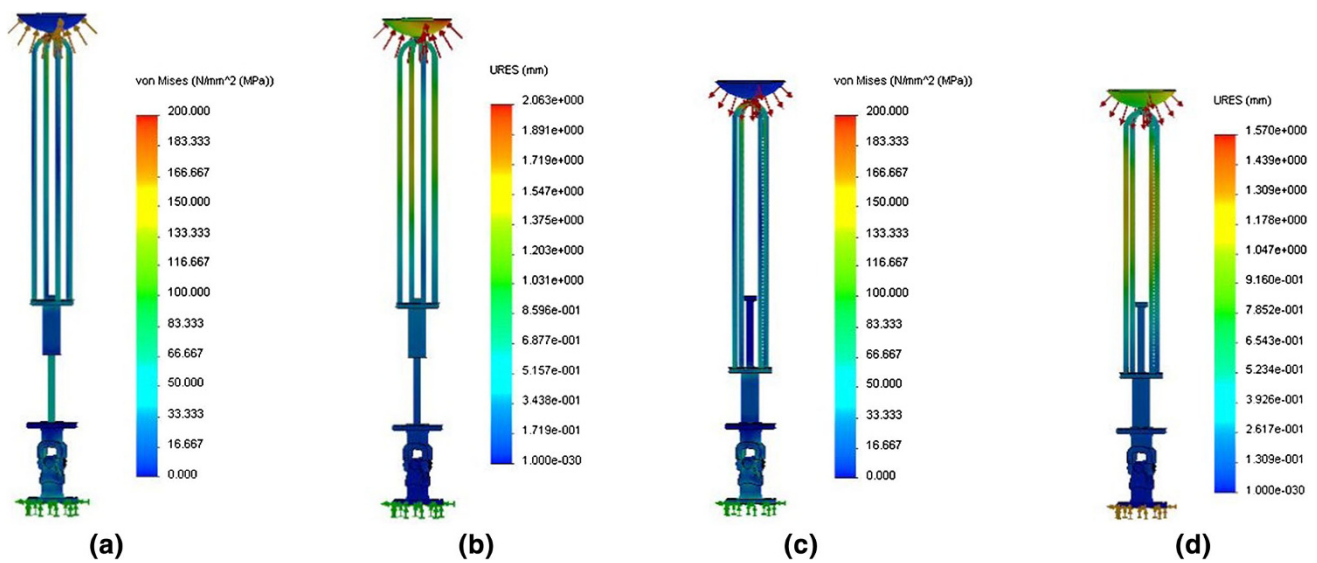 von Mises (N/mm^2 (MPa))
200.000
183.333
166.667
150.000
133.333
116.667
100.000
83.333
66.667
50.000
33.333
16.667
0.000
(a)
URES (mm)
2.063e+000
1.891e+000
1.719e+000
1.547e+000
1.375e+000
1.203e+000
1.031e+000
8.596e-001
6.877e-001
5.157e-001
3.438e-001
1.719e-001
1.000e-030
(b)
von Mises (N/mm^2 (MPa))
200.000
183.333
166.667
150.000
133.333
116.667
100.000
83.333
66.667
50.000
33.333
16.667
0.000
(c)
URES (mm)
1.570e+000
1.439e+000
1.309e+000
1.178e+000
1.047e+000
9.160e-001
7.852e-001
6.543e-001
5.234e-001
3.926e-001
2.617e-001
1.309e-001
1 000e-030
(d)